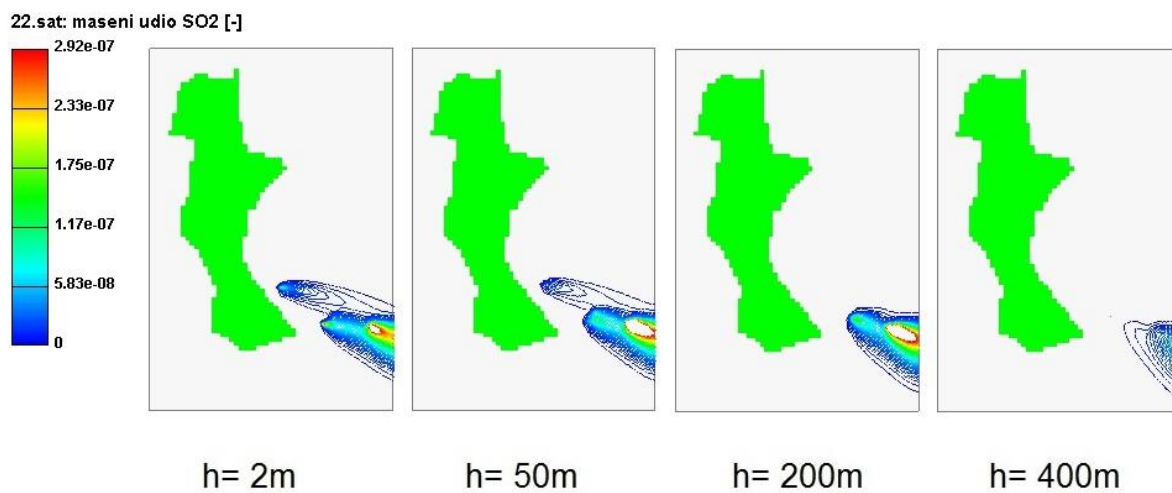 22.sat: maseni udio SO2 [-]
2.92e-07
2.33e-07
1.75e-07
1.17e-07
5.83e-08
0
h= 2m h= 50m h= 200m h= 400m